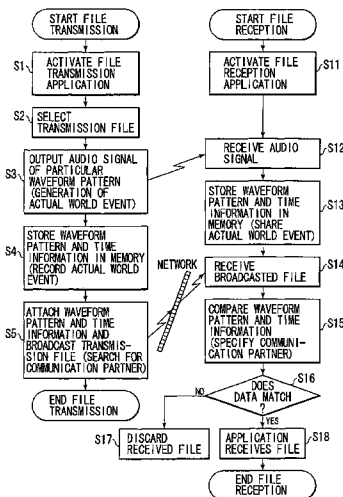 START FILE
TRANSMISSION
S1
ACTIVATE FILE
TRANSMISSION
APPLICATION
S2
SELECT
TRANSMISSION FILE
S3
OUTPUT AUDIO SIGNAL
OF PARTICULAR
WAVEFORM PATTERN
(GENERATION OF
ACTUAL WORLD EVENT)
S4
STORE WAVEFORM
PATTERN AND TIME
INFORMATION IN MEMORY
(RECORD ACTUAL WORLD
EVENT)
S5
ATTACH WAVEFORM
PATTERN AND TIME
INFORMATION AND
BROADCAST TRANSMIS-
SION FILE (SEARCH FOR
COMMUNICATION PARTNER)
END FILE
TRANSMISSION
NETWORK
START FILE
RECEPTION
S11
ACTIVATE FILE
RECEPTION
APPLICATION
S12
RECEIVE AUDIO
SIGNAL
S13
STORE WAVEFORM
PATTERN AND TIME
INFORMATION IN
MEMORY (SHARE
ACTUAL WORLD EVENT)
S14
RECEIVE
BROADCASTED FILE
S15
COMPARE WAVEFORM
PATTERN AND TIME
INFORMATION
(SPECIFY COMMUNI-
CATION PARTNER)
S16
DOES
DATA MATCH
?
NO
YES
S17
DISCARD
RECEIVED FILE
S18
APPLICATION
RECEIVES FILE
END FILE
RECEPTION